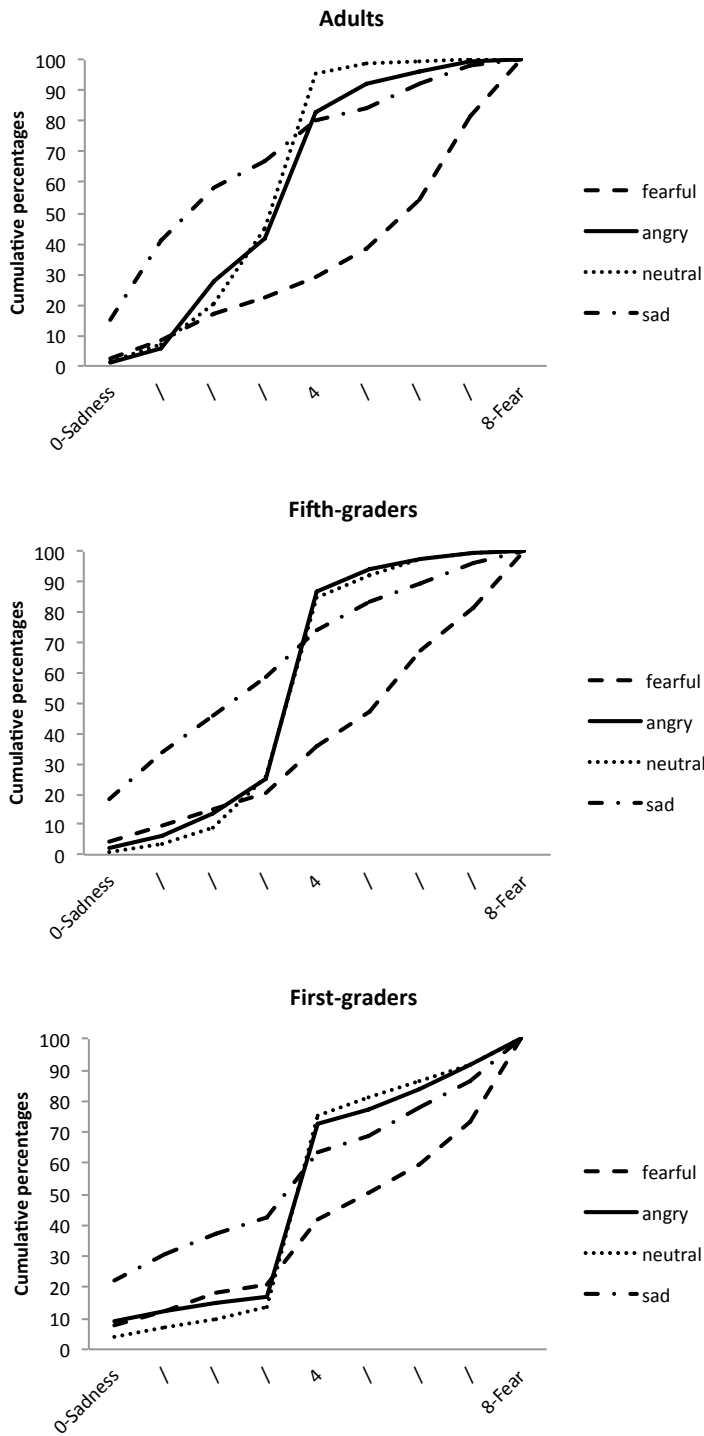 Adults
Cumulative percentages
100
90
80
70
60
50
40
30
20
10
0
0-Sadness
/
/
/
4
/
/
/
8-Fear
fearful
angry
neutral
sad
Fifth-graders
Cumulative percentages
100
90
80
70
60
50
40
30
20
10
0
0-Sadness
/
/
/
4
/
/
/
8-Fear
fearful
angry
neutral
sad
First-graders
Cumulative percentages
100
90
80
70
60
50
40
30
20
10
0
0-Sadness
/
/
/
4
/
/
/
8-Fear
fearful
angry
neutral
sad